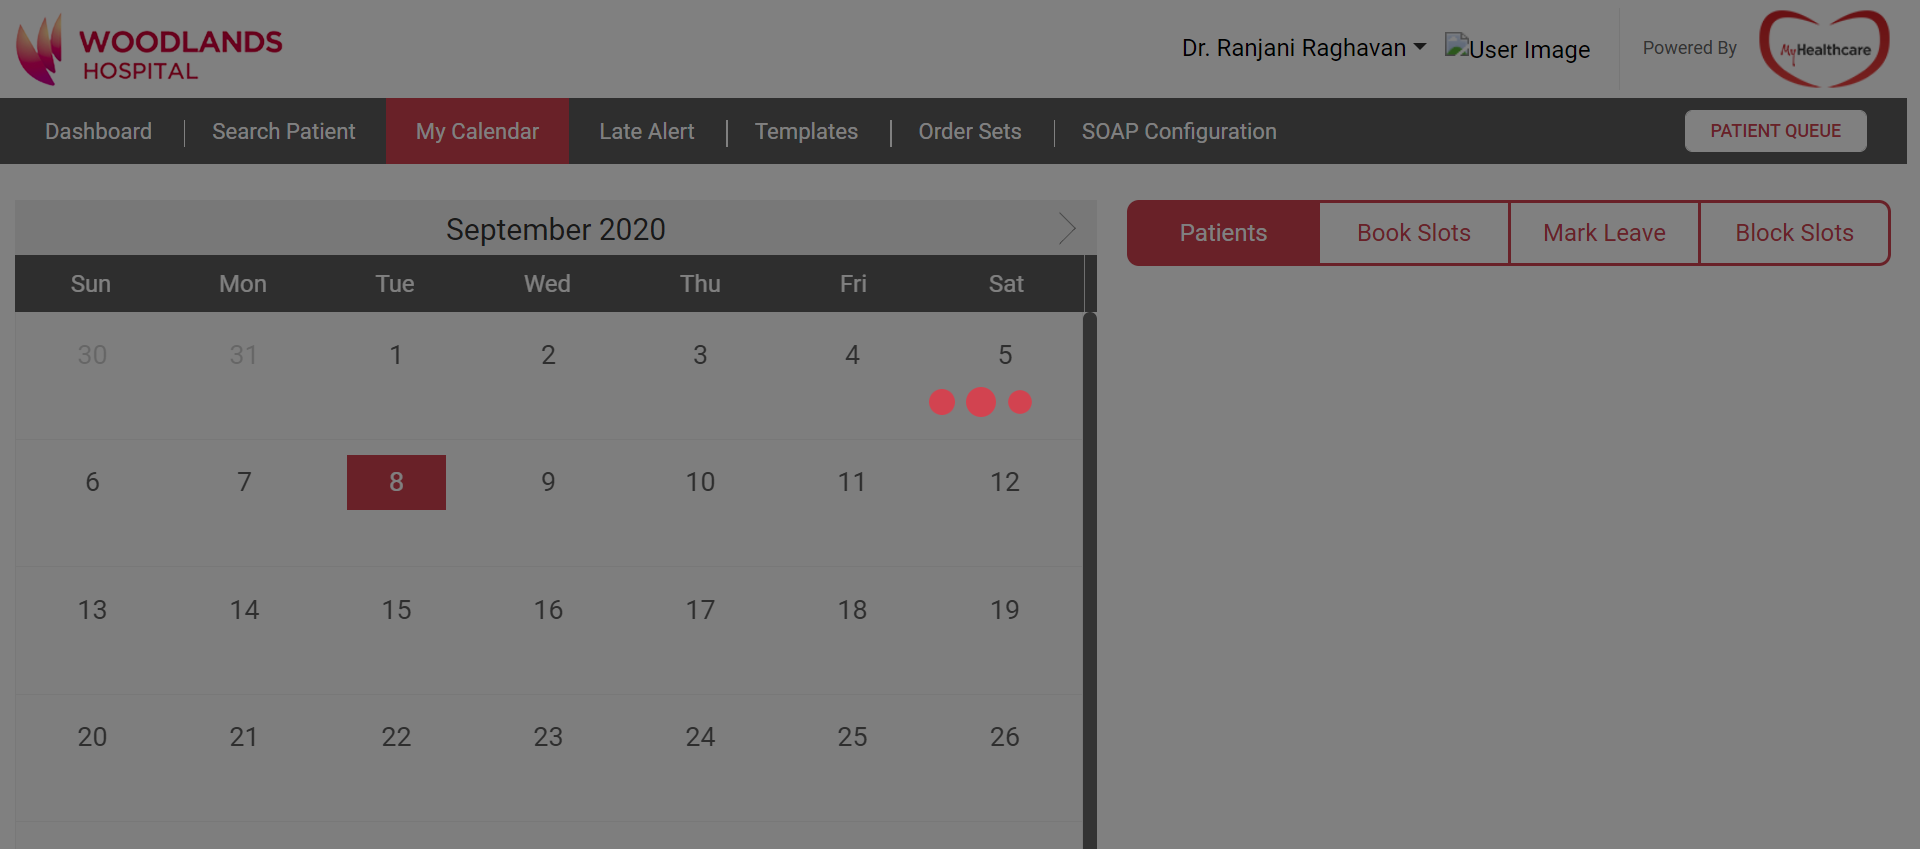 WOODLANDS
HOSPITAL
Dr. Ranjani Raghavan
User Image
Powered By
MyHealthcare
Dashboard Search Patient My Calendar Late Alert Templates Order Sets SOAP Configuration PATIENT QUEUE
September 2020
Patients Book Slots Mark Leave Block Slots
Sun Mon Tue Wed Thu Fri Sat
30 31 1 2 3 4 5
6 7 8 9 10 11 12
13 14 15 16 17 18 19
20 21 22 23 24 25 26